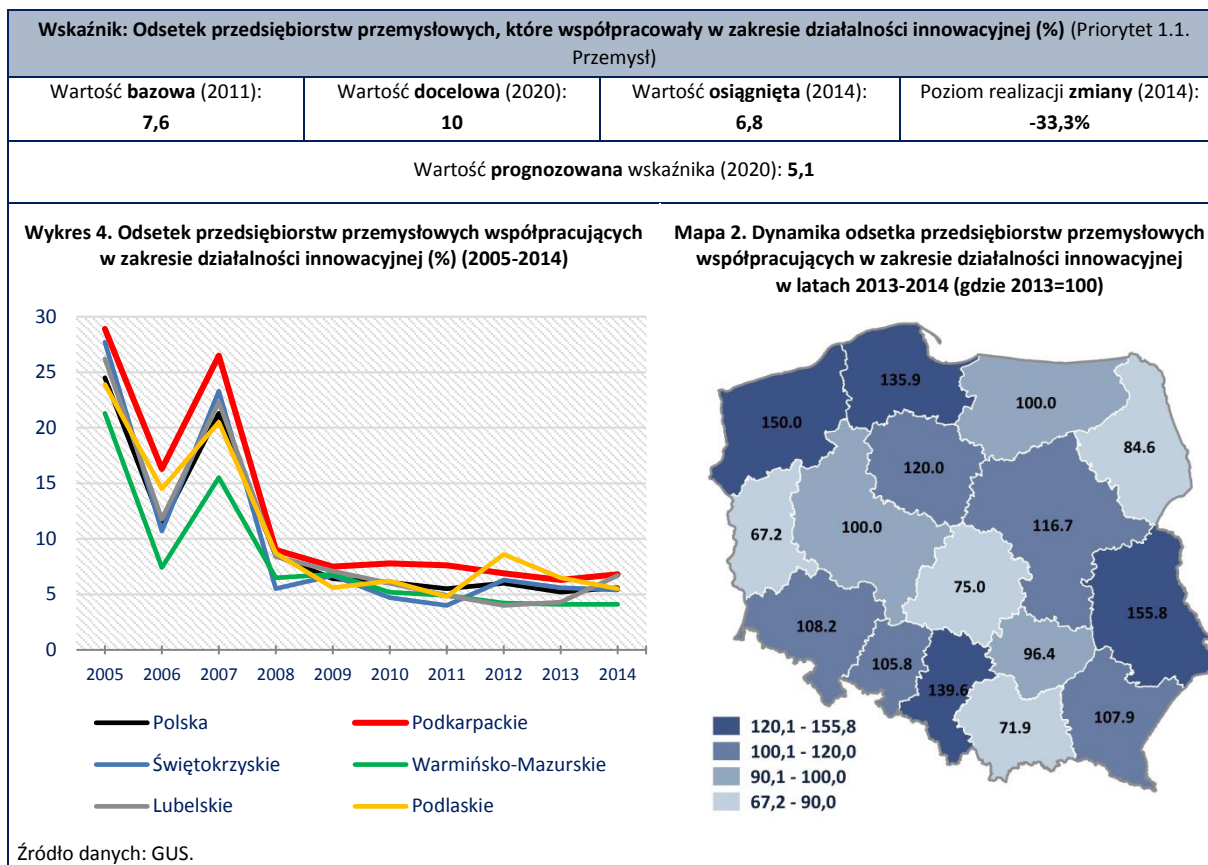 Wskaźnik: Odsetek przedsiębiorstw przemysłowych, które współpracowały w zakresie działalności innowacyjnej (%) (Priorytet 1.1.
Przemysł)
Wartość bazowa (2011):
7,6
Wartość docelowa (2020):
10
Wartość osiągnięta (2014):
6,8
Poziom realizacji zmiany (2014):
-33,3%
Wartość prognozowana wskaźnika (2020): 5,1
Wykres 4. Odsetek przedsiębiorstw przemysłowych współpracujących
w zakresie działalności innowacyjnej (%) (2005-2014)
30
25
20
15
10
5
0
2005 2006 2007 2008 2009 2010 2011 2012 2013 2014
Polska Podkarpackie
Świętokrzyskie Warmińsko-Mazurskie
Lubelskie Podlaskie
Mapa 2. Dynamika odsetka przedsiębiorstw przemysłowych
współpracujących w zakresie działalności innowacyjnej
w latach 2013-2014 (gdzie 2013=100)
135.9
100.0
150.0
84.6
120.0
116.7
67.2
100.0
75.0
155.8
108.2
96.4
105.8
139.6
107.9
71.9
120,1 - 155,8
100,1 - 120,0
90,1 - 100,0
67,2 - 90,0
Źródło danych: GUS.